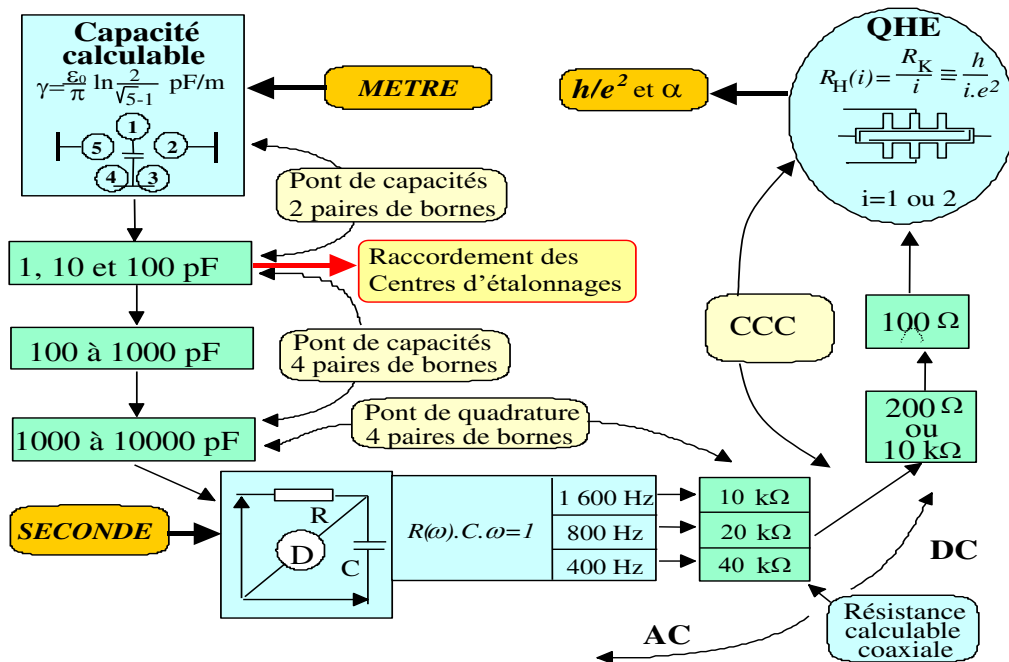 Capacité
calculable
γ=ε₀/π ln 2/√5-1 pF/m
1
5
2
4
3
METRE
h/e² et α
QHE
R_H(i)= R_K/i ≡ h/i.e²
i=1 ou 2
Pont de capacités
2 paires de bornes
1, 10 et 100 pF
Raccordement des
Centres d'étalonnages
100 à 1000 pF
Pont de capacités
4 paires de bornes
CCC
100 Ω
1000 à 10000 pF
Pont de quadrature
4 paires de bornes
200 Ω
ou
10 kΩ
SECONDE
R
D
C
R(ω).C.ω=1
1 600 Hz
800 Hz
400 Hz
10 kΩ
20 kΩ
40 kΩ
DC
AC
Résistance
calculable
coaxiale